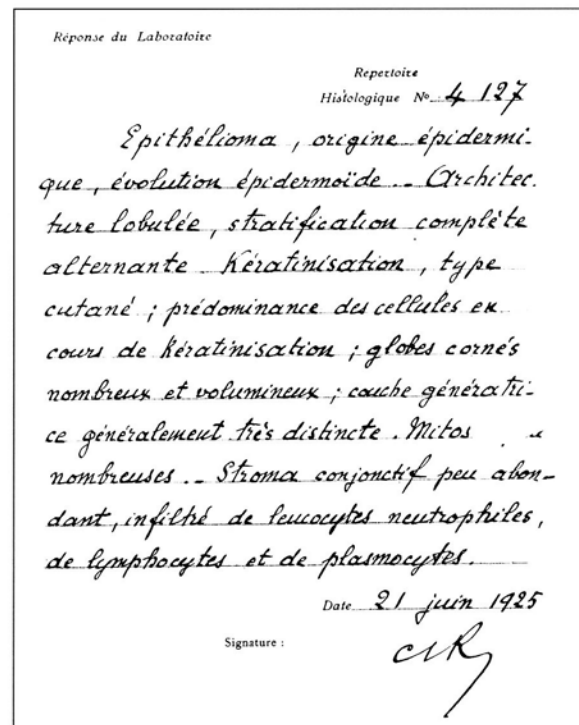 Réponse du Laboratoire
Repertoire
Histologique Nº 4 127
Epithélioma, origine épidermi-
que, évolution épidermoïde _ Architec.
ture lobulée, stratification complète
alternante Kératinisation, type
cutané ; prédominance des cellules en
cours de Kératinisation ; globes cornés
nombreux et volumineux ; couche génératri-
ce généralement très distincte. Mitos
nombreuses _ Stroma conjonctif peu abon-
dant, infiltré de leucocytes neutrophiles,
de lymphocytes et de plasmocytes.
Date 21 juin 1925
Signature :